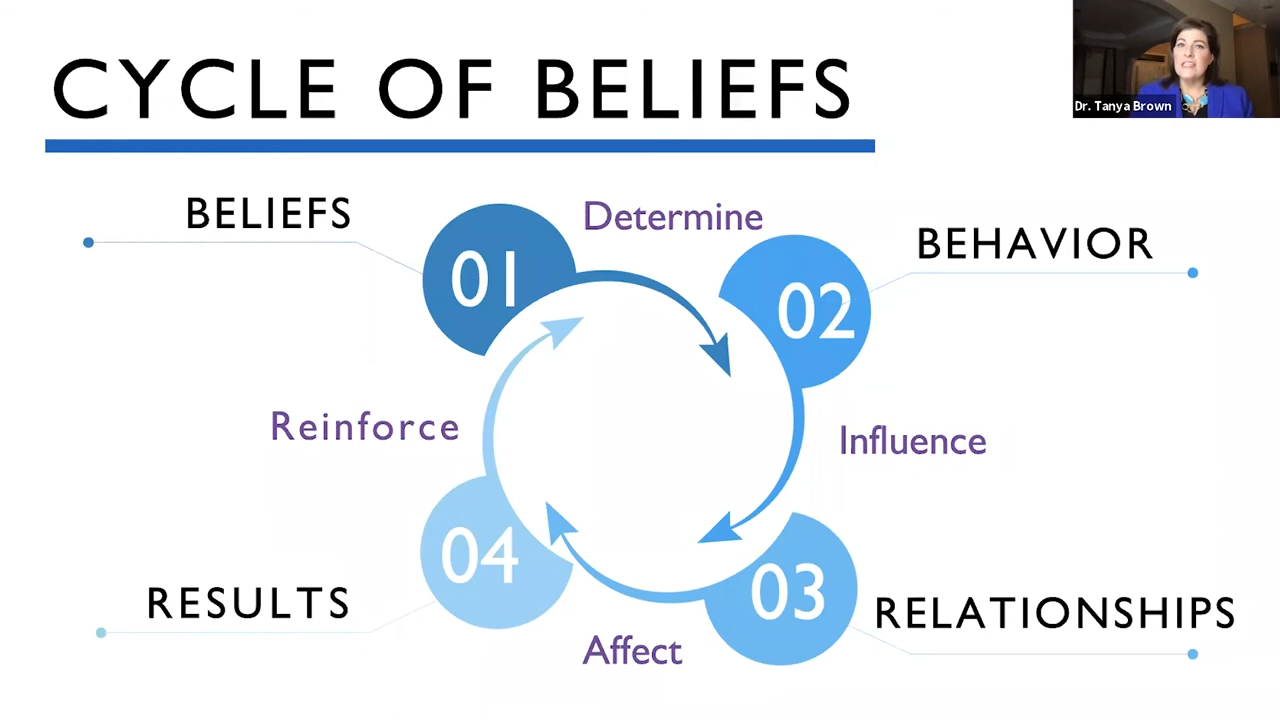 CYCLE OF BELIEFS
Dr. Tanya Brown
BELIEFS
01
Determine
02
BEHAVIOR
Reinforce
Influence
04
RESULTS
03
RELATIONSHIPS
Affect